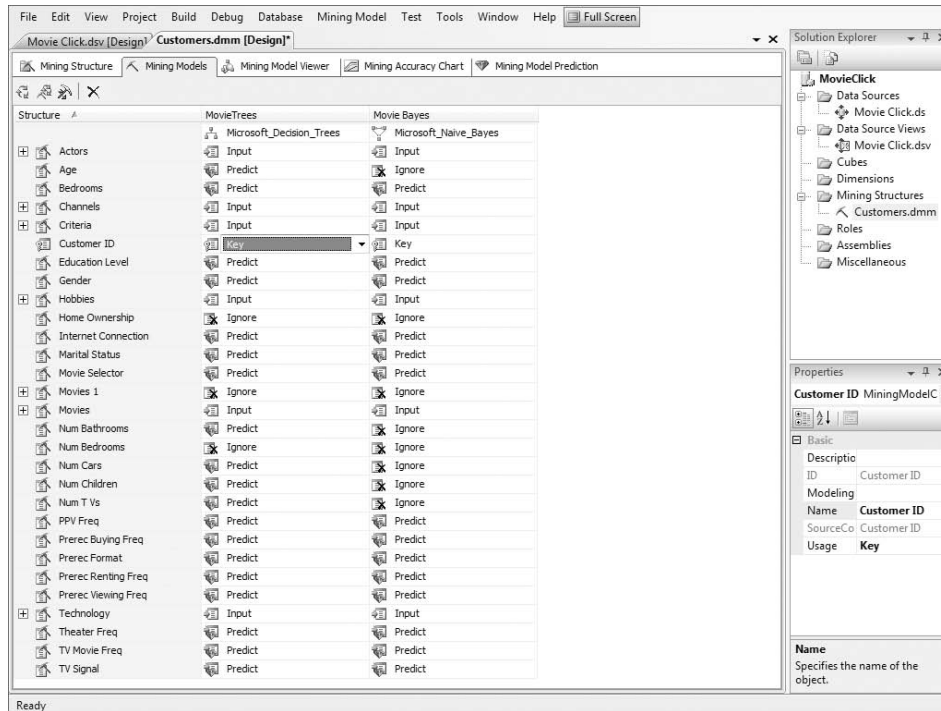 File Edit View Project Build Debug Database Mining Model Test Tools Window Help Full Screen
Movie Click.dsv [Design] Customers.dmm [Design]*
Mining Structure Mining Models Mining Model Viewer Mining Accuracy Chart Mining Model Prediction
Structure MovieTrees Movie Bayes
Microsoft_Decision_Trees Microsoft_Naive_Bayes
Actors Input Input
Age Predict Ignore
Bedrooms Predict Predict
Channels Input Input
Criteria Input Input
Customer ID Key Key
Education Level Predict Predict
Gender Predict Predict
Hobbies Input Input
Home Ownership Ignore Ignore
Internet Connection Predict Predict
Marital Status Predict Predict
Movie Selector Predict Predict
Movies 1 Ignore Ignore
Movies Input Input
Num Bathrooms Predict Ignore
Num Bedrooms Ignore Ignore
Num Cars Predict Ignore
Num Children Predict Ignore
Num T Vs Predict Ignore
PPV Freq Predict Predict
Prerec Buying Freq Predict Predict
Prerec Format Predict Predict
Prerec Renting Freq Predict Predict
Prerec Viewing Freq Predict Predict
Technology Input Input
Theater Freq Predict Predict
TV Movie Freq Predict Predict
TV Signal Predict Predict
Ready
Solution Explorer
MovieClick
Data Sources
Movie Click.ds
Data Source Views
Movie Click.dsv
Cubes
Dimensions
Mining Structures
Customers.dmm
Roles
Assemblies
Miscellaneous
Properties
Customer ID MiningModelC
Basic
Descriptio
ID Customer ID
Modeling
Name Customer ID
SourceCo Customer ID
Usage Key
Name
Specifies the name of the
object.